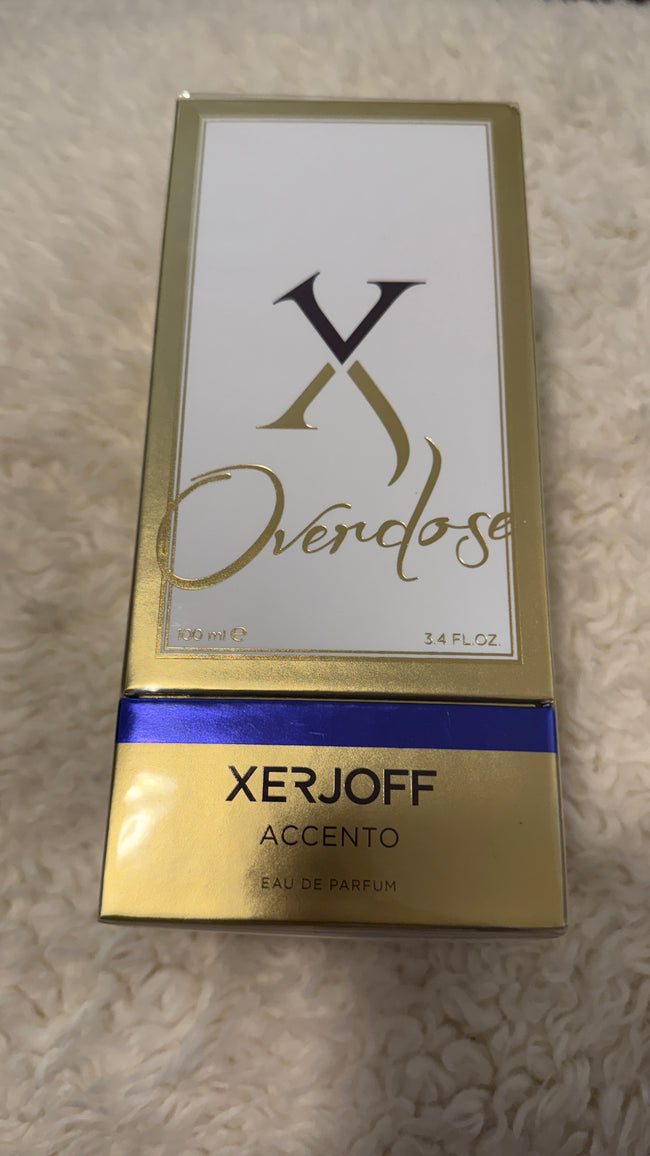 X
Overdose
100 ml ℮
3.4 FL.OZ.
XERJOFF
ACCENTO
EAU DE PARFUM